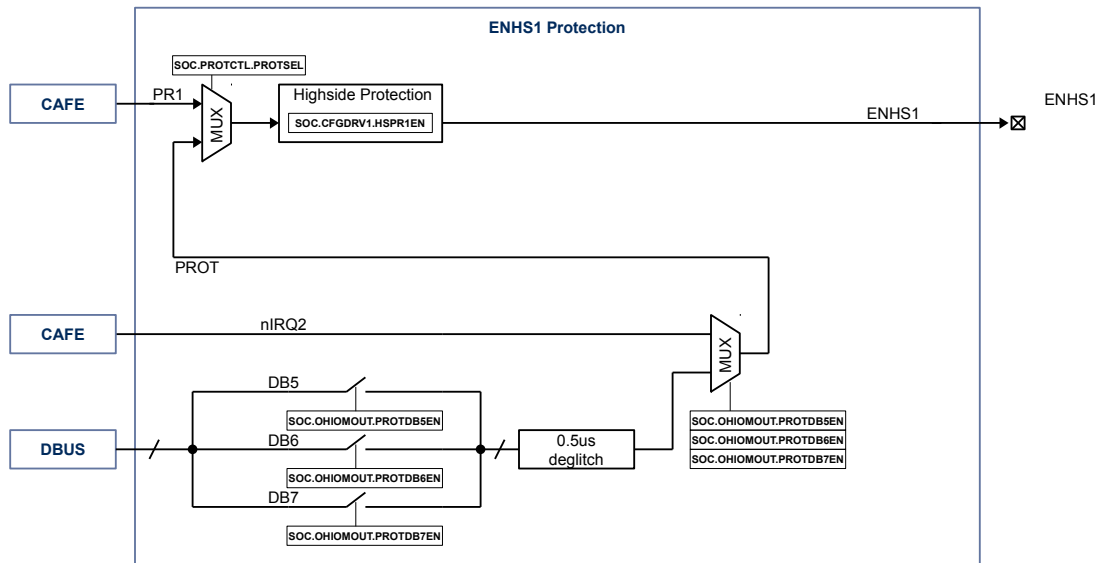 ENHS1 Protection
SOC.PROTCTL.PROTSEL
CAFE
PR1
MUX
Highside Protection
SOC.CFGDRV1.HSPR1EN
ENHS1
ENHS1
PROT
CAFE
nIRQ2
MUX
DB5
SOC.OHIOMOUT.PROTDB5EN
SOC.OHIOMOUT.PROTDB5EN
DBUS
DB6
0.5us
deglitch
SOC.OHIOMOUT.PROTDB6EN
SOC.OHIOMOUT.PROTDB7EN
SOC.OHIOMOUT.PROTDB6EN
DB7
SOC.OHIOMOUT.PROTDB7EN